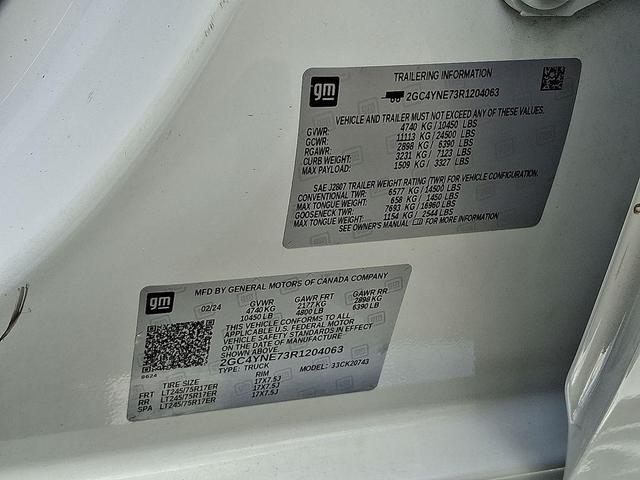 gm
TRAILERING INFORMATION
2GC4YNE73R1204063
VEHICLE AND TRAILER MUST NOT EXCEED ANY OF THESE VALUES.
GVWR: 4740 KG / 10450 LBS
GCWR: 11113 KG / 24500 LBS
RGAWR: 2898 KG / 6390 LBS
CURB WEIGHT: 3231 KG / 7123 LBS
MAX PAYLOAD: 1509 KG / 3327 LBS
SAE J2807 TRAILER WEIGHT RATING (TWR) FOR VEHICLE CONFIGURATION.
CONVENTIONAL TWR: 6577 KG / 14500 LBS
MAX TONGUE WEIGHT: 658 KG / 1450 LBS
GOOSENECK TWR: 7693 KG / 16960 LBS
MAX TONGUE WEIGHT: 1154 KG / 2544 LBS
SEE OWNER'S MANUAL FOR MORE INFORMATION
gm
MFD BY GENERAL MOTORS OF CANADA COMPANY
02/24 GVWR GAWR FRT GAWR RR
4740 KG 2177 KG 2898 KG
10450 LB 4800 LB 6390 LB
THIS VEHICLE CONFORMS TO ALL
APPLICABLE U.S. FEDERAL MOTOR
VEHICLE SAFETY STANDARDS IN EFFECT
ON THE DATE OF MANUFACTURE
SHOWN ABOVE.
2GC4YNE73R1204063
9624 TYPE: TRUCK MODEL: 33CK20743
TIRE SIZE RIM
FRT LT245/75R17ER 17X7.5J
RR LT245/75R17ER 17X7.5J
SPA LT245/75R17ER 17X7.5J